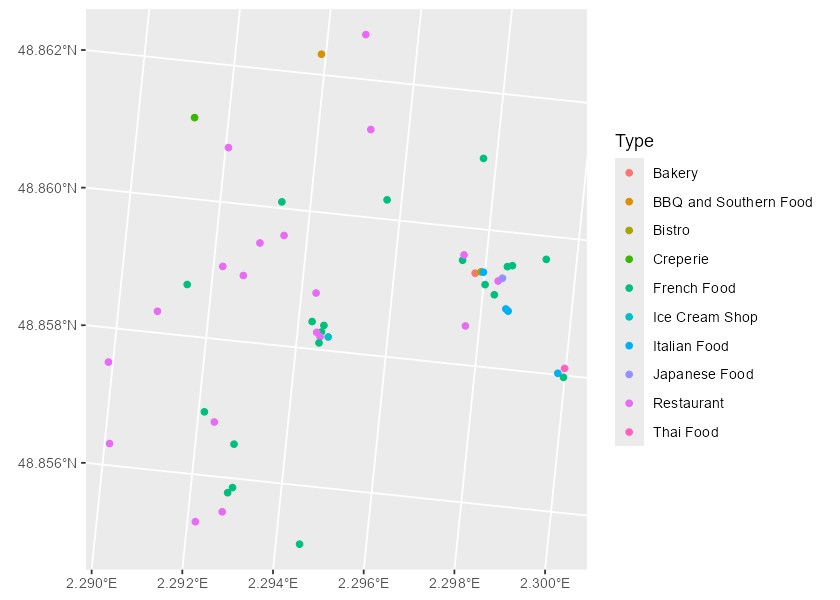 48.862°N
48.860°N
48.858°N
48.856°N
2.290°E 2.292°E 2.294°E 2.296°E 2.298°E 2.300°E
Type
Bakery
BBQ and Southern Food
Bistro
Creperie
French Food
Ice Cream Shop
Italian Food
Japanese Food
Restaurant
Thai Food